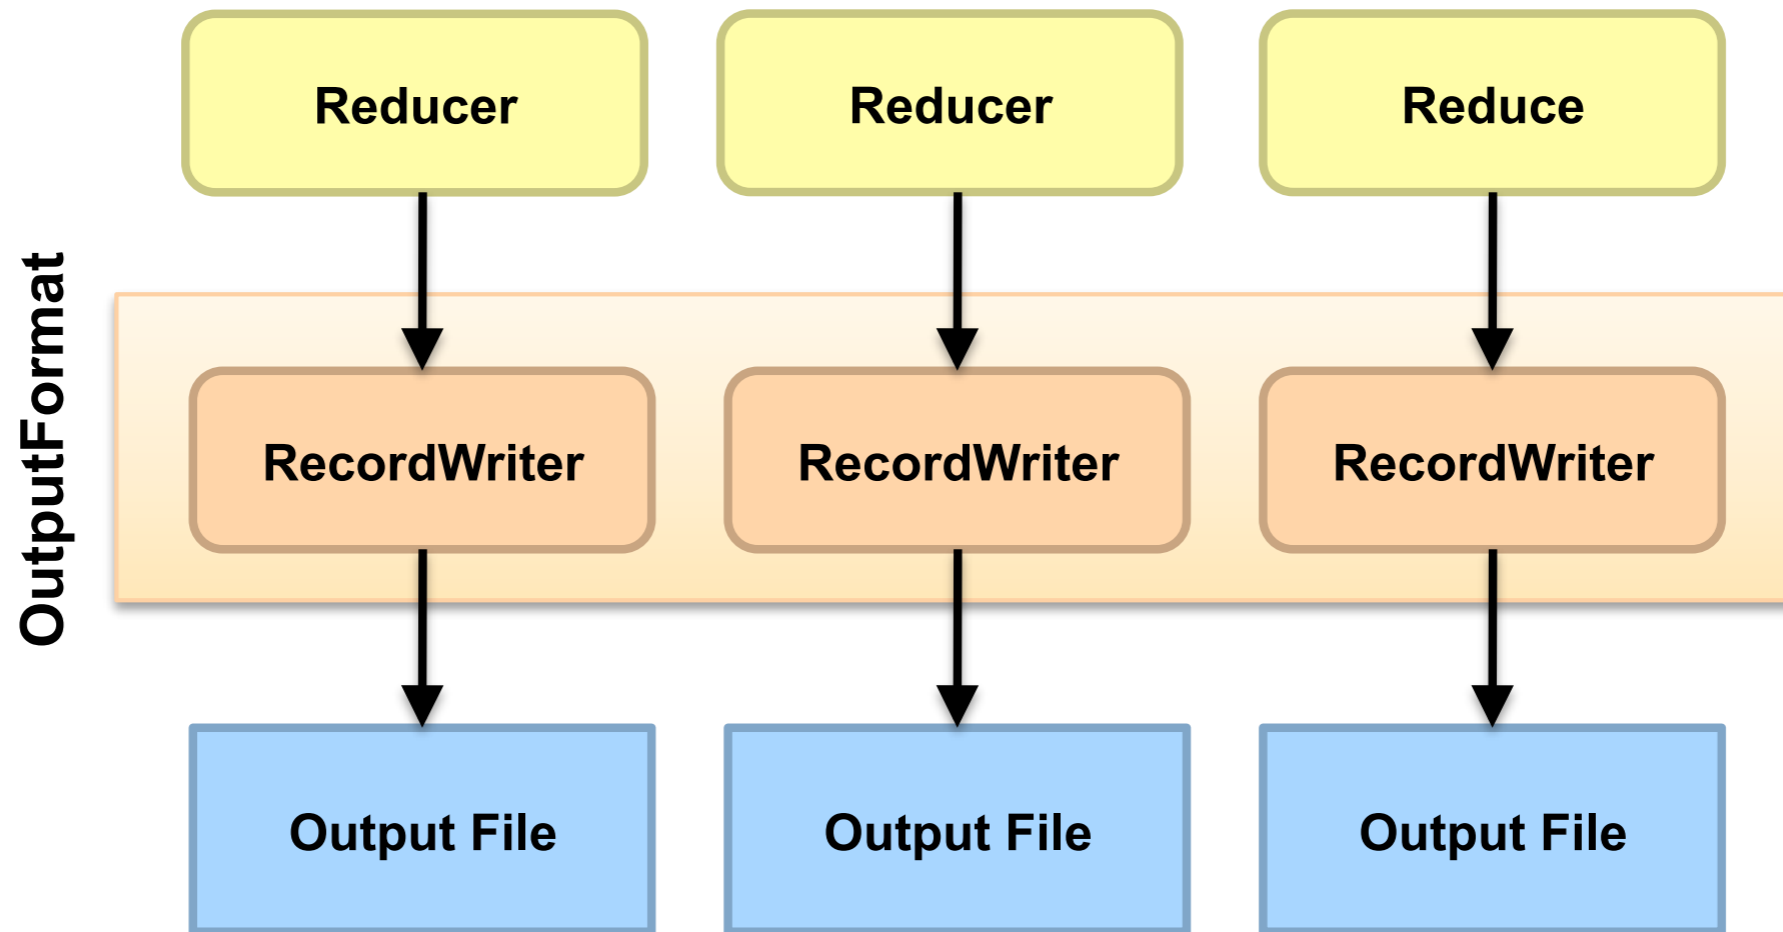 Reducer
Reducer
Reduce
OutputFormat
RecordWriter
RecordWriter
RecordWriter
Output File
Output File
Output File